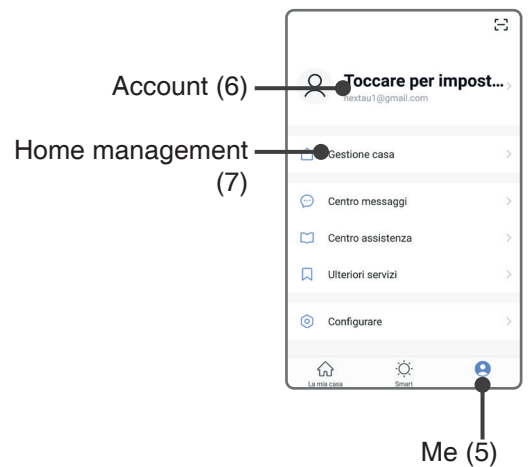 Account (6)
Toccare per impost...
nextau1@gmail.com
Home management
(7)
Gestione casa
Centro messaggi
Centro assistenza
Ulteriori servizi
Configurare
La mia casa
Smart
Me (5)